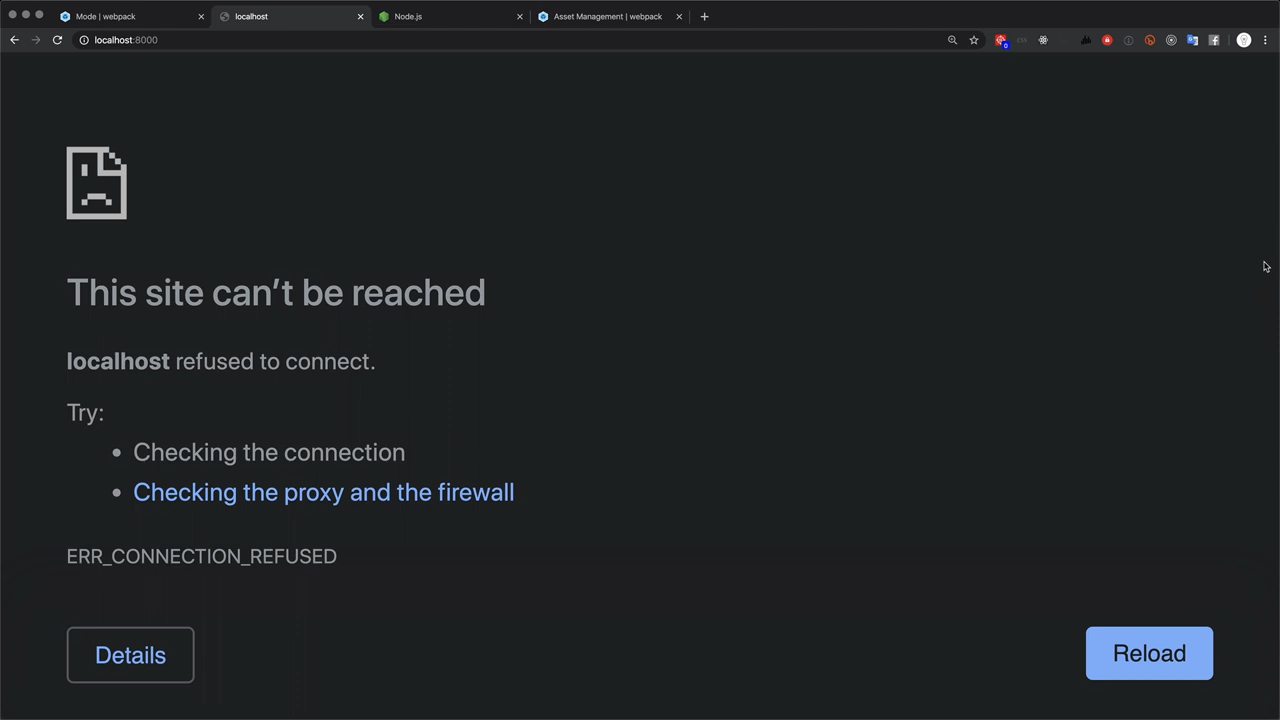 Mode | webpack
localhost
Node.js
Asset Management | webpack
localhost:8000
This site can’t be reached
localhost refused to connect.
Try:
• Checking the connection
• Checking the proxy and the firewall
ERR_CONNECTION_REFUSED
Details
Reload